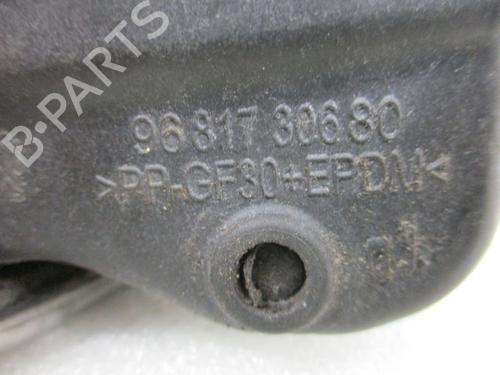 B-PARTS
96 817 306 80
>PP-GF30+EPDM<